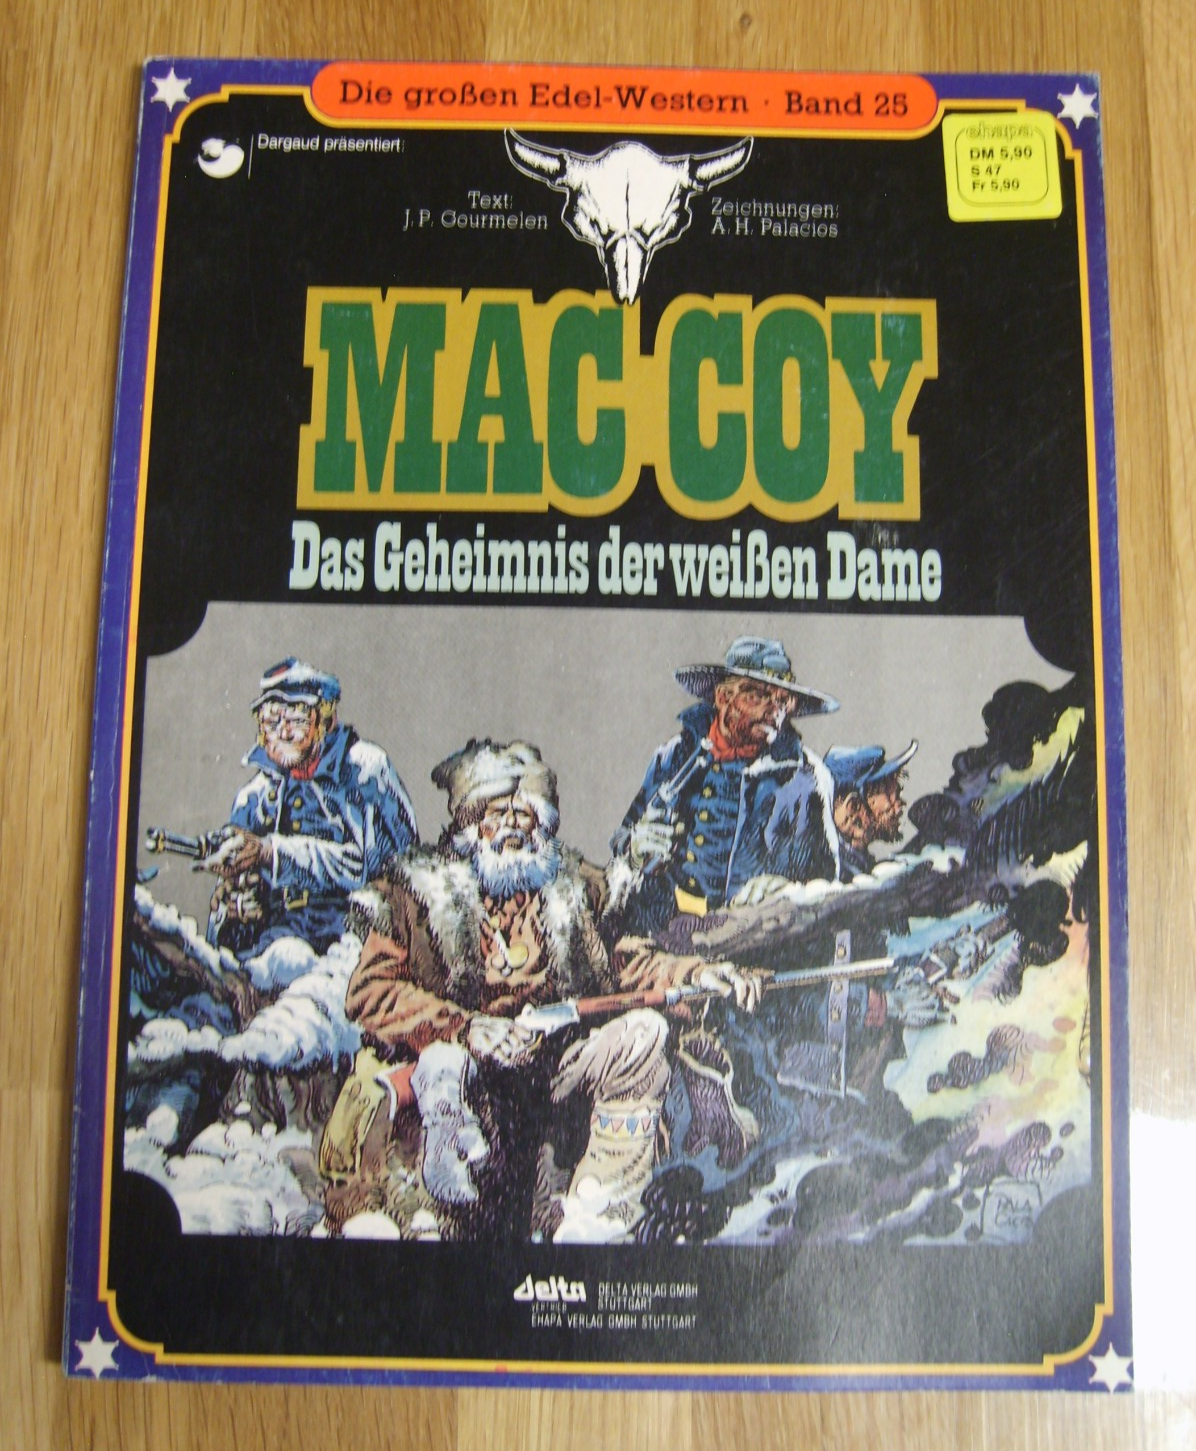 Die großen Edel-Western · Band 25
Dargaud präsentiert:
ehapa
DM 5,90
S 47
Fr 5,90
Text:
J. P. Gourmelen
Zeichnungen:
A. H. Palacios
MAC COY
Das Geheimnis der weißen Dame
delta
DELTA VERLAG GMBH
STUTTGART
VERTRIEB
EHAPA VERLAG GMBH STUTTGART